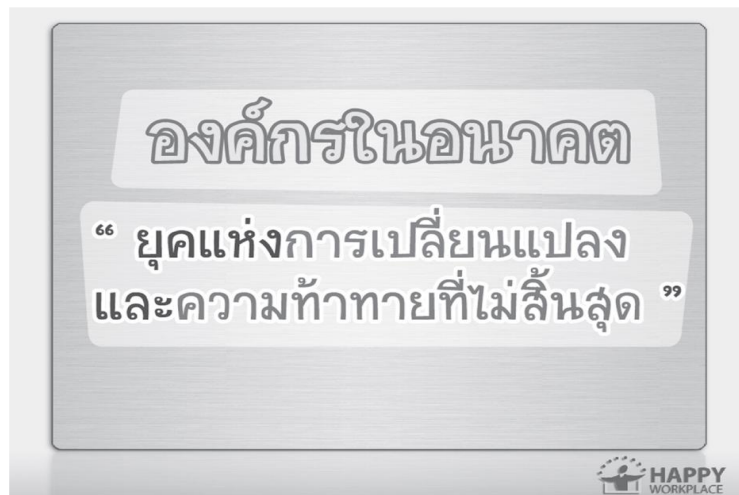 องค์กรในอนาคต
“ ยุคแห่งการเปลี่ยนแปลง
และความท้าทายที่ไม่สิ้นสุด ”
HAPPY
WORKPLACE